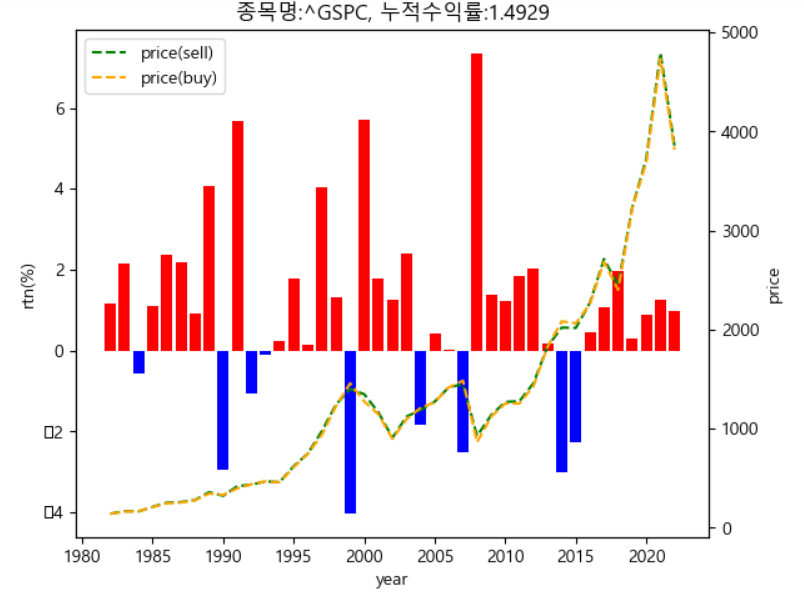 종목명:^GSPC, 누적수익률:1.4929
price(sell)
price(buy)
rtn(%)
6
4
2
0
▯2
▯4
5000
4000
3000
2000
1000
0
price
1980 1985 1990 1995 2000 2005 2010 2015 2020
year